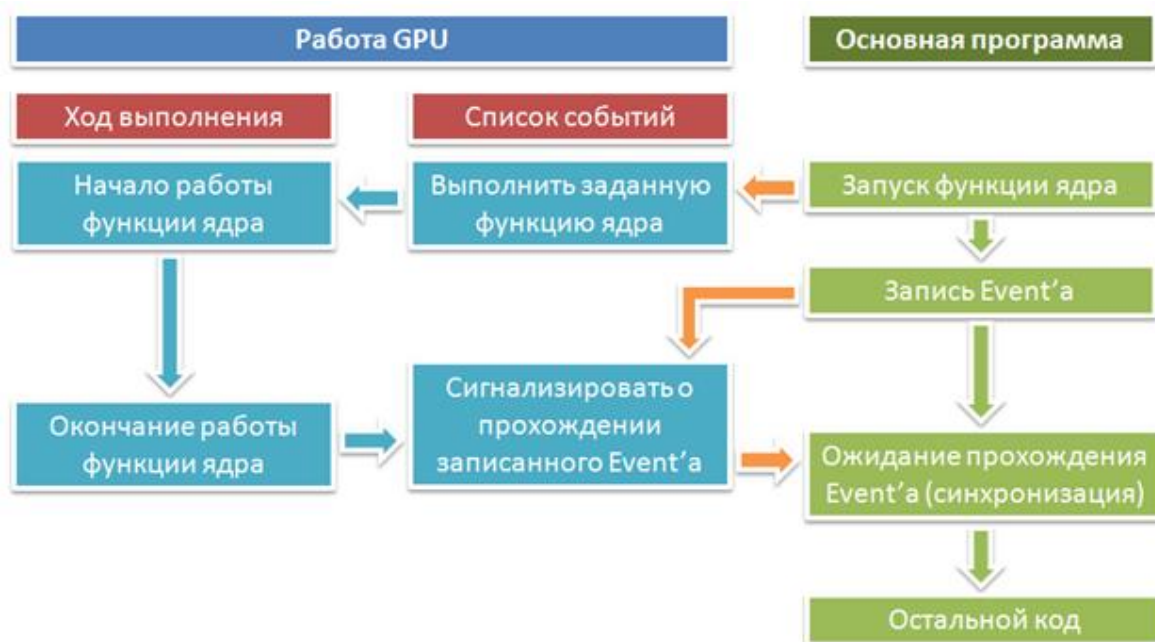 Работа GPU
Основная программа
Ход выполнения
Список событий
Начало работы
функции ядра
Выполнить заданную
функцию ядра
Запуск функции ядра
Запись Event’а
Окончание работы
функции ядра
Сигнализировать о
прохождении
записанного Event’а
Ожидание прохождения
Event’а (синхронизация)
Остальной код